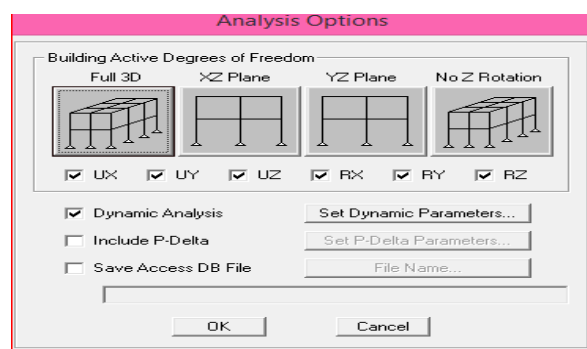 Analysis Options
Building Active Degrees of Freedom
Full 3D XZ Plane YZ Plane No Z Rotation
UX UY UZ RX RY RZ
Dynamic Analysis Set Dynamic Parameters...
Include P-Delta Set P-Delta Parameters...
Save Access DB File File Name...
OK Cancel